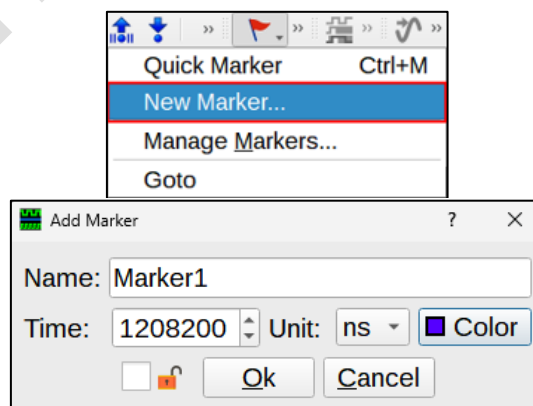 » » » »
Quick Marker Ctrl+M
New Marker...
Manage Markers...
Goto
Add Marker ? ×
Name: Marker1
Time: 1208200 Unit: ns Color
Ok Cancel